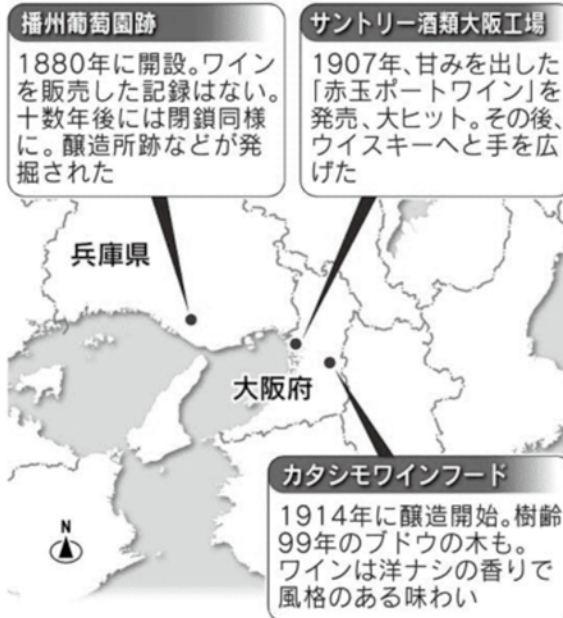 播州葡萄園跡
1880年に開設。ワイン
を販売した記録はない。
十数年後には閉鎖同様
に。醸造所跡などが発
掘された
サントリー酒類大阪工場
1907年、甘みを出した
「赤玉ポートワイン」を
発売、大ヒット。その後、
ウイスキーへと手を広
げた
兵庫県
大阪府
カタシモワインフード
1914年に醸造開始。樹齢
99年のブドウの木も。
ワインは洋ナシの香りで
風格のある味わい
N